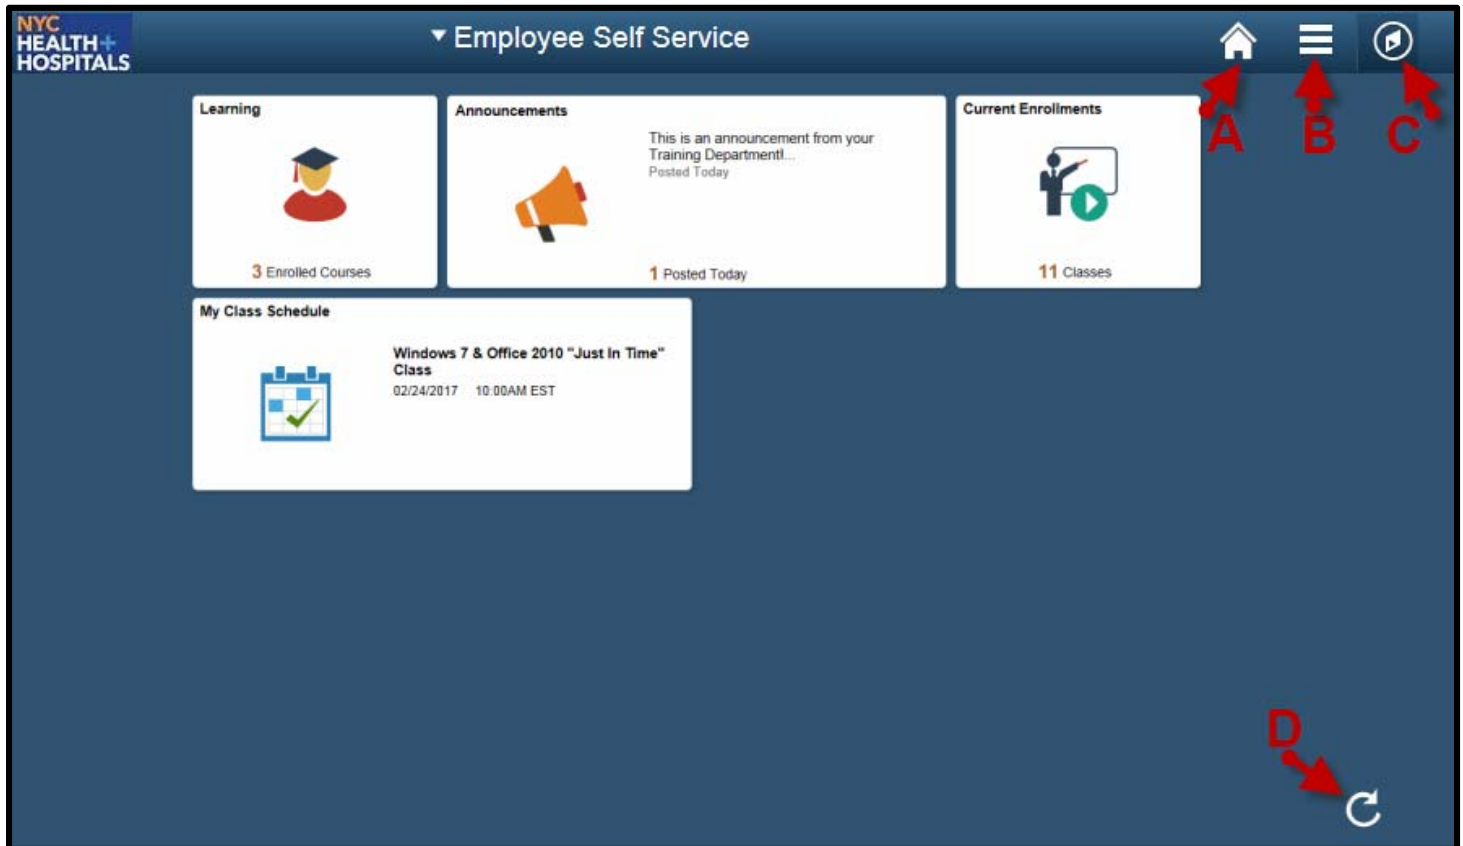 NYC
HEALTH+
HOSPITALS
Employee Self Service
A
B
C
Learning
3 Enrolled Courses
Announcements
This is an announcement from your
Training Department!...
Posted Today
1 Posted Today
Current Enrollments
11 Classes
My Class Schedule
Windows 7 & Office 2010 "Just In Time"
Class
02/24/2017 10:00AM EST
D